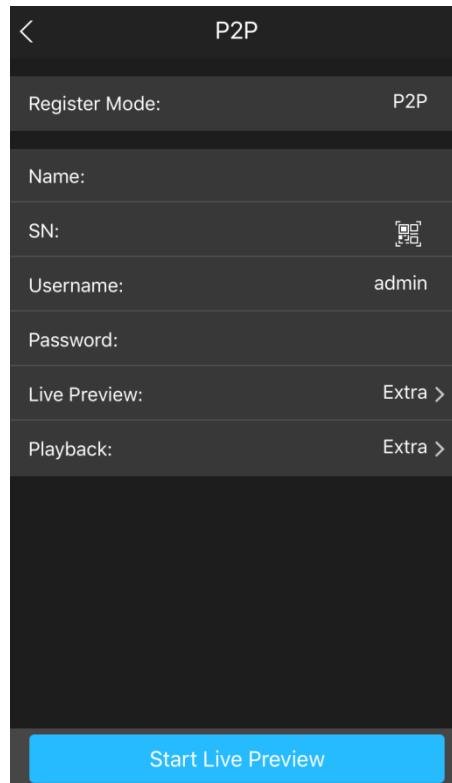 P2P
Register Mode: P2P
Name:
SN:
Username: admin
Password:
Live Preview: Extra
Playback: Extra
Start Live Preview